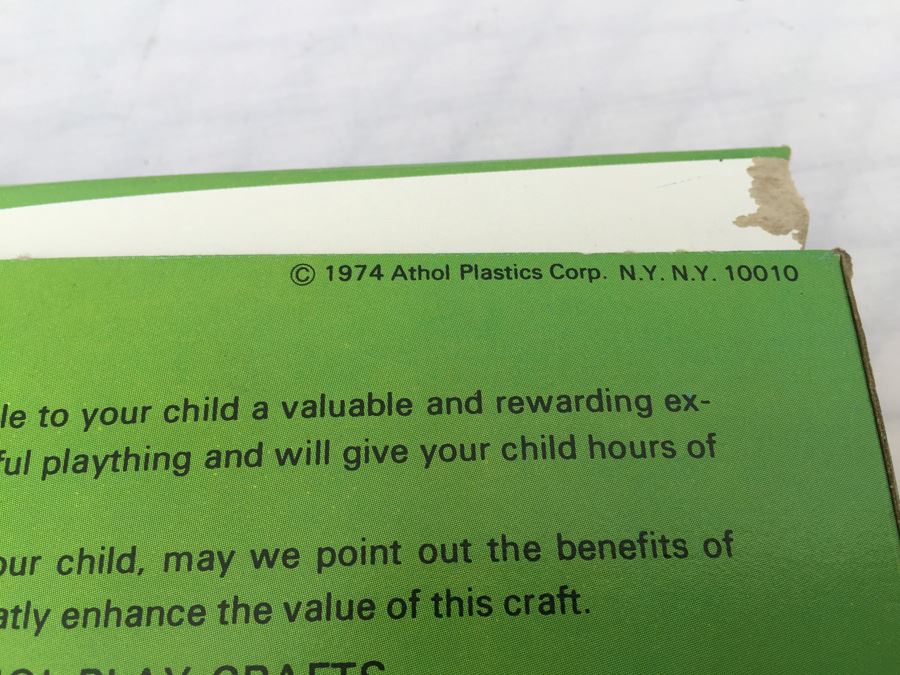 © 1974 Athol Plastics Corp. N.Y. N.Y. 10010
le to your child a valuable and rewarding ex-
ful plaything and will give your child hours of
our child, may we point out the benefits of
atly enhance the value of this craft.
PLAY CRAFTS